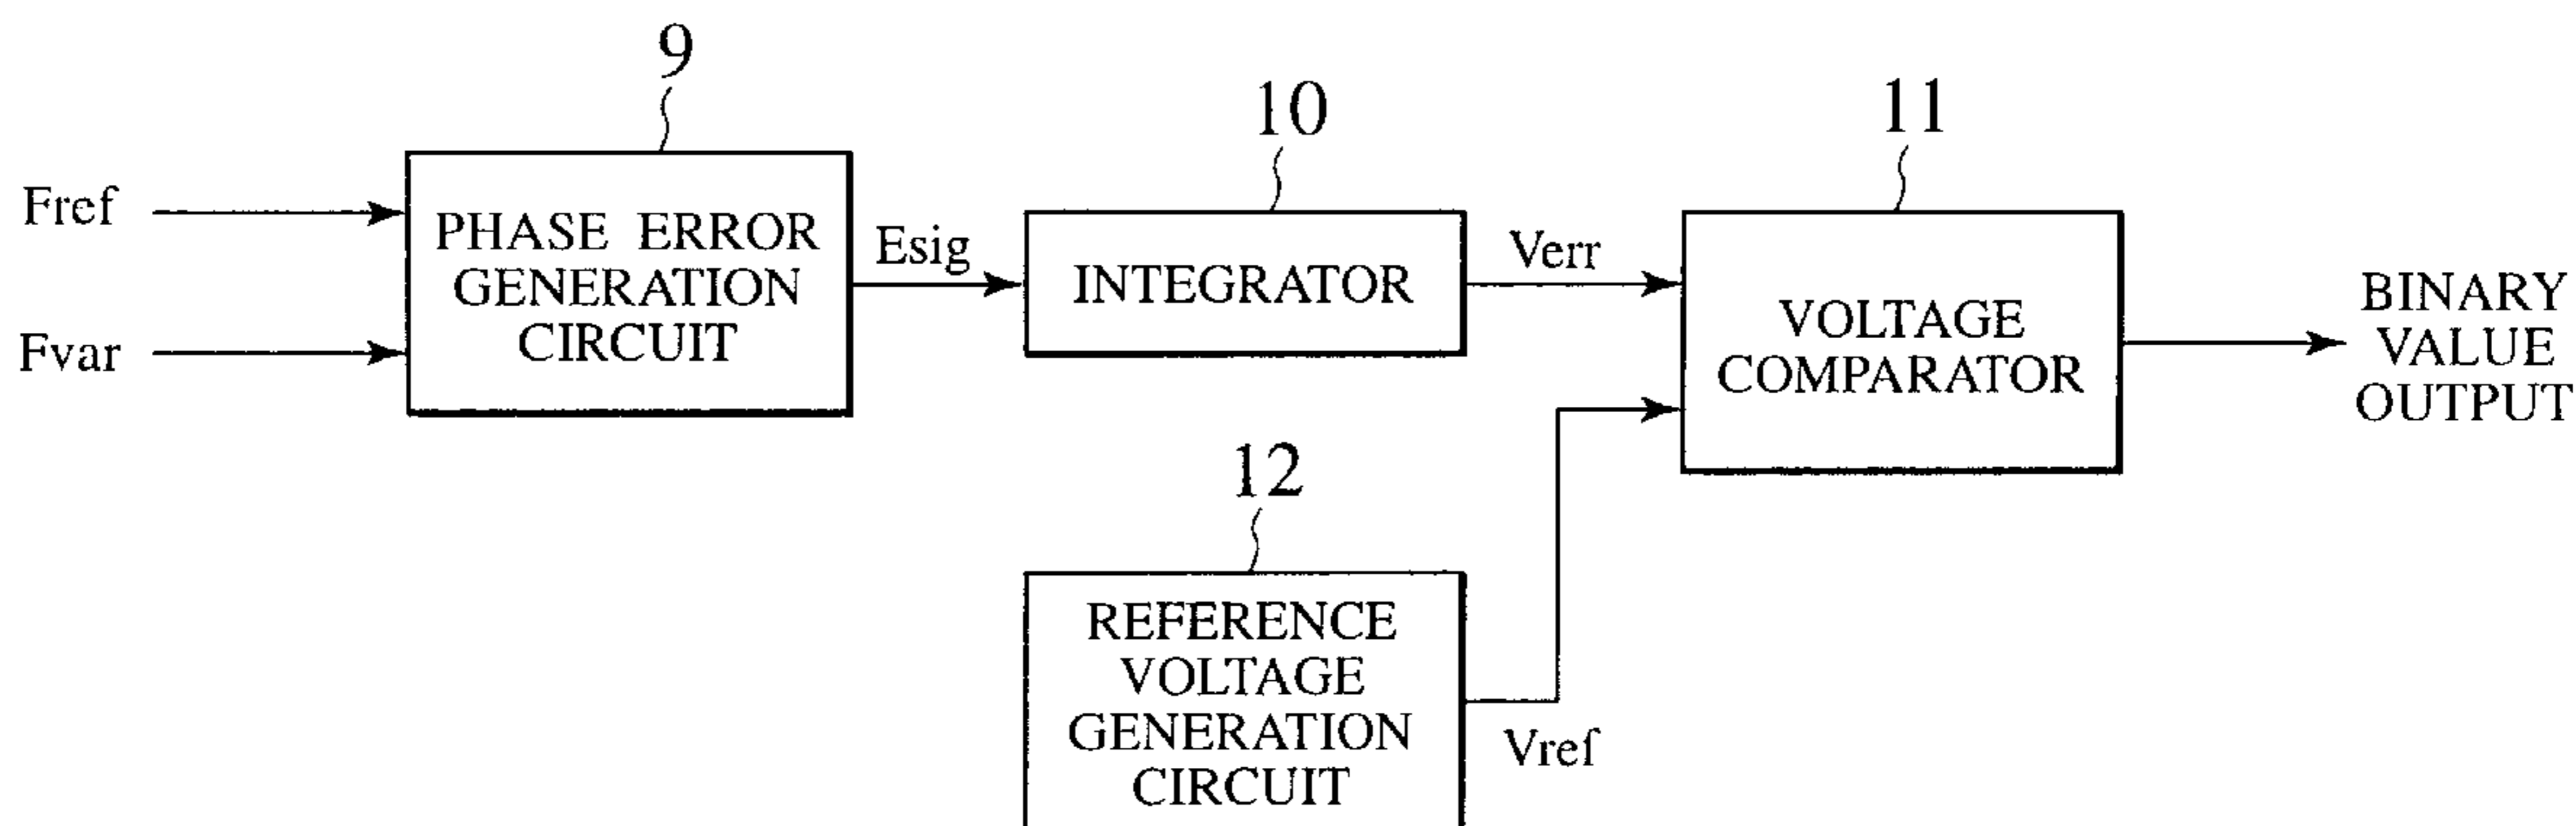 9
10
11
Fref
Fvar
PHASE ERROR
GENERATION
CIRCUIT
Esig
INTEGRATOR
Verr
VOLTAGE
COMPARATOR
BINARY
VALUE
OUTPUT
12
REFERENCE
VOLTAGE
GENERATION
CIRCUIT
Vref